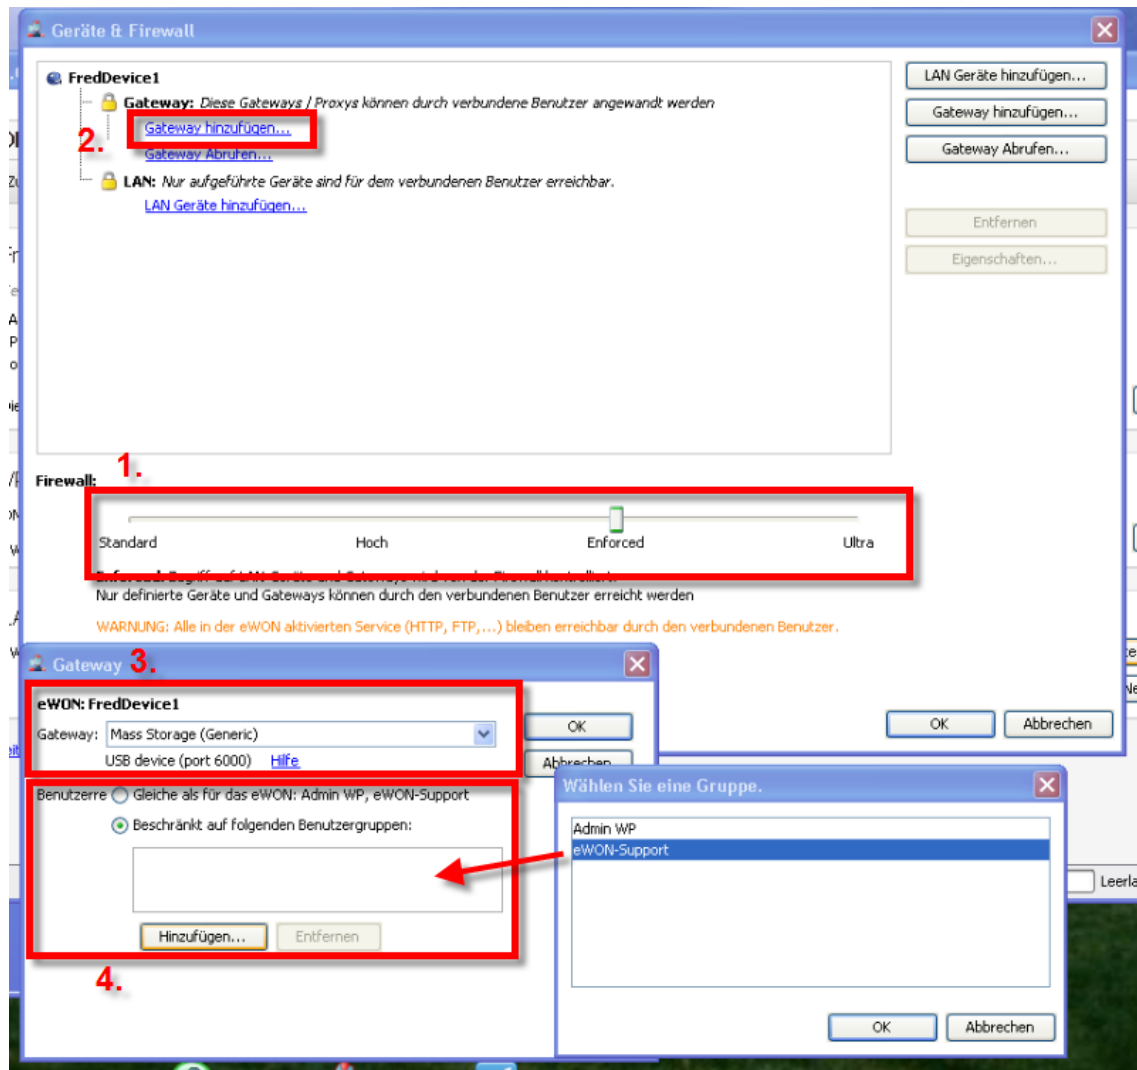 Geräte & Firewall
FredDevice1
Gateway: Diese Gateways / Proxys können durch verbundene Benutzer angewandt werden
2.
Gateway hinzufügen...
Gateway Abrufen...
LAN: Nur aufgeführte Geräte sind für dem verbundenen Benutzer erreichbar.
LAN Geräte hinzufügen...
LAN Geräte hinzufügen...
Gateway hinzufügen...
Gateway Abrufen...
Entfernen
Eigenschaften...
1.
Firewall:
Standard Hoch Enforced Ultra
Nur definierte Geräte und Gateways können durch den verbundenen Benutzer erreicht werden
WARNUNG: Alle in der eWON aktivierten Service (HTTP, FTP,...) bleiben erreichbar durch den verbundenen Benutzer.
OK Abbrechen
Gateway 3.
eWON: FredDevice1
Gateway: Mass Storage (Generic)
USB device (port 6000) Hilfe
OK
Abbrechen
Benutzerre Gleiche als für das eWON: Admin WP, eWON-Support
Beschränkt auf folgenden Benutzergruppen:
Hinzufügen... Entfernen
4.
Wählen Sie eine Gruppe.
Admin WP
eWON-Support
OK Abbrechen
Leerla